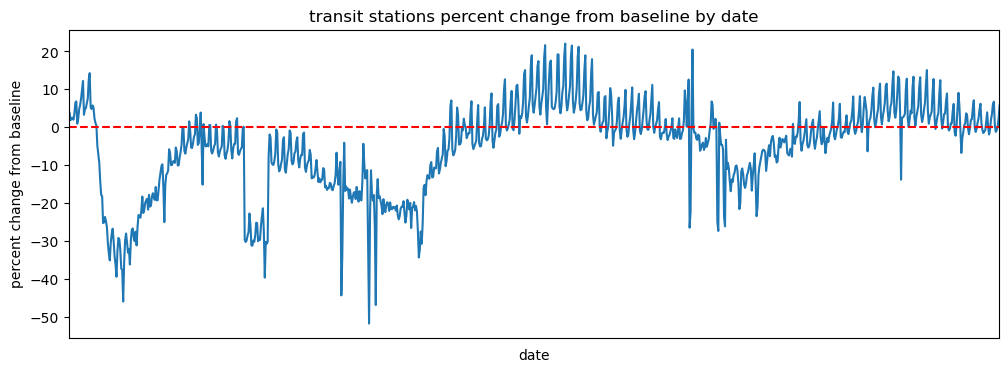 transit stations percent change from baseline by date
percent change from baseline
20
10
0
−10
−20
−30
−40
−50
date